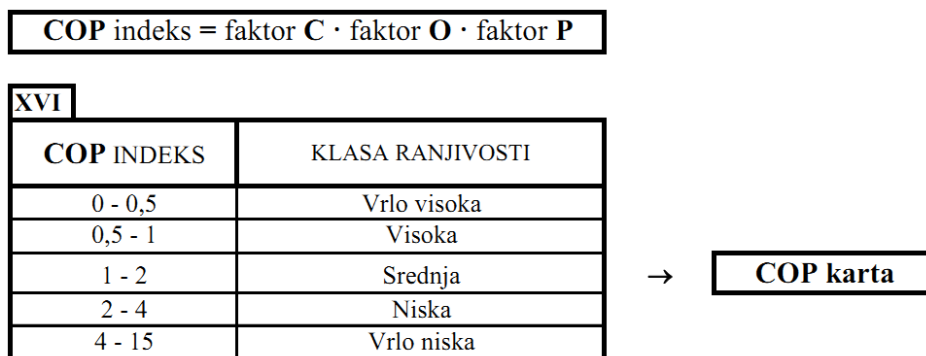 COP indeks = faktor C · faktor O · faktor P
XVI
COP INDEKS KLASA RANJIVOSTI
0 - 0,5 Vrlo visoka
0,5 - 1 Visoka
1 - 2 Srednja
2 - 4 Niska
4 - 15 Vrlo niska
→ COP karta